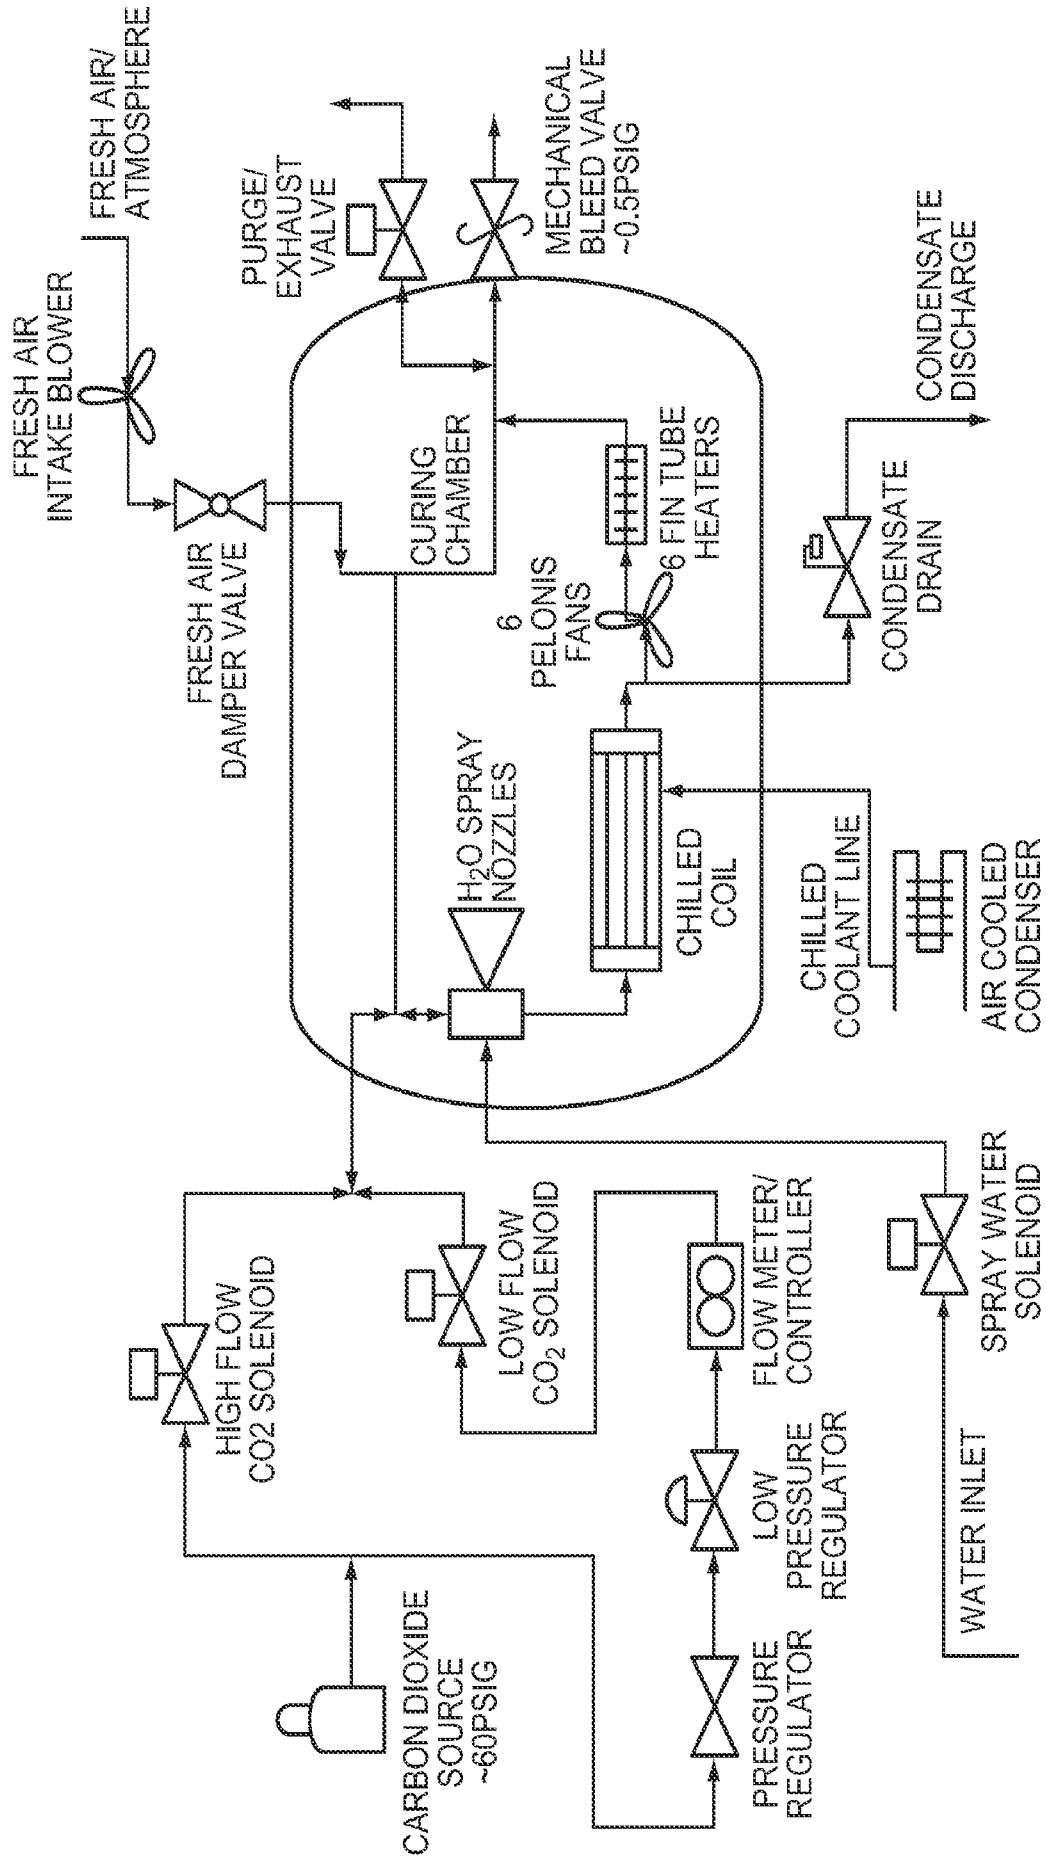 FRESH AIR/
ATMOSPHERE
FRESH AIR
INTAKE BLOWER
PURGE/
EXHAUST
VALVE
MECHANICAL
BLEED VALVE
~0.5PSIG
FRESH AIR
DAMPER VALVE
CURING
CHAMBER
6
PELONIS
FANS
6 FIN TUBE
HEATERS
CONDENSATE
DISCHARGE
CONDENSATE
DRAIN
H2O SPRAY
NOZZLES
CHILLED
COIL
CHILLED
COOLANT LINE
AIR COOLED
CONDENSER
HIGH FLOW
CO2 SOLENOID
LOW FLOW
CO2 SOLENOID
FLOW METER/
CONTROLLER
SPRAY WATER
SOLENOID
CARBON DIOXIDE
SOURCE
~60PSIG
PRESSURE
REGULATOR
LOW
PRESSURE
REGULATOR
WATER INLET